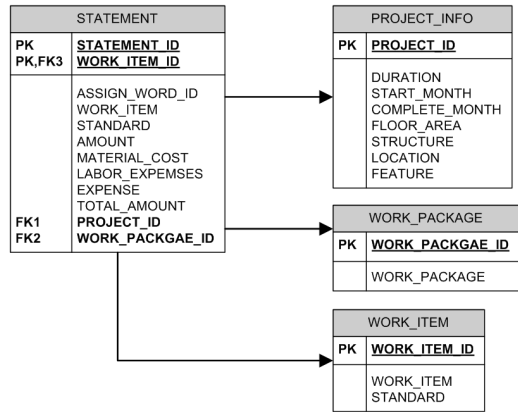 STATEMENT
PK STATEMENT_ID
PK,FK3 WORK_ITEM_ID
ASSIGN_WORD_ID
WORK_ITEM
STANDARD
AMOUNT
MATERIAL_COST
LABOR_EXPEMSES
EXPENSE
TOTAL_AMOUNT
FK1 PROJECT_ID
FK2 WORK_PACKGAE_ID
PROJECT_INFO
PK PROJECT_ID
DURATION
START_MONTH
COMPLETE_MONTH
FLOOR_AREA
STRUCTURE
LOCATION
FEATURE
WORK_PACKAGE
PK WORK_PACKGAE_ID
WORK_PACKAGE
WORK_ITEM
PK WORK_ITEM_ID
WORK_ITEM
STANDARD